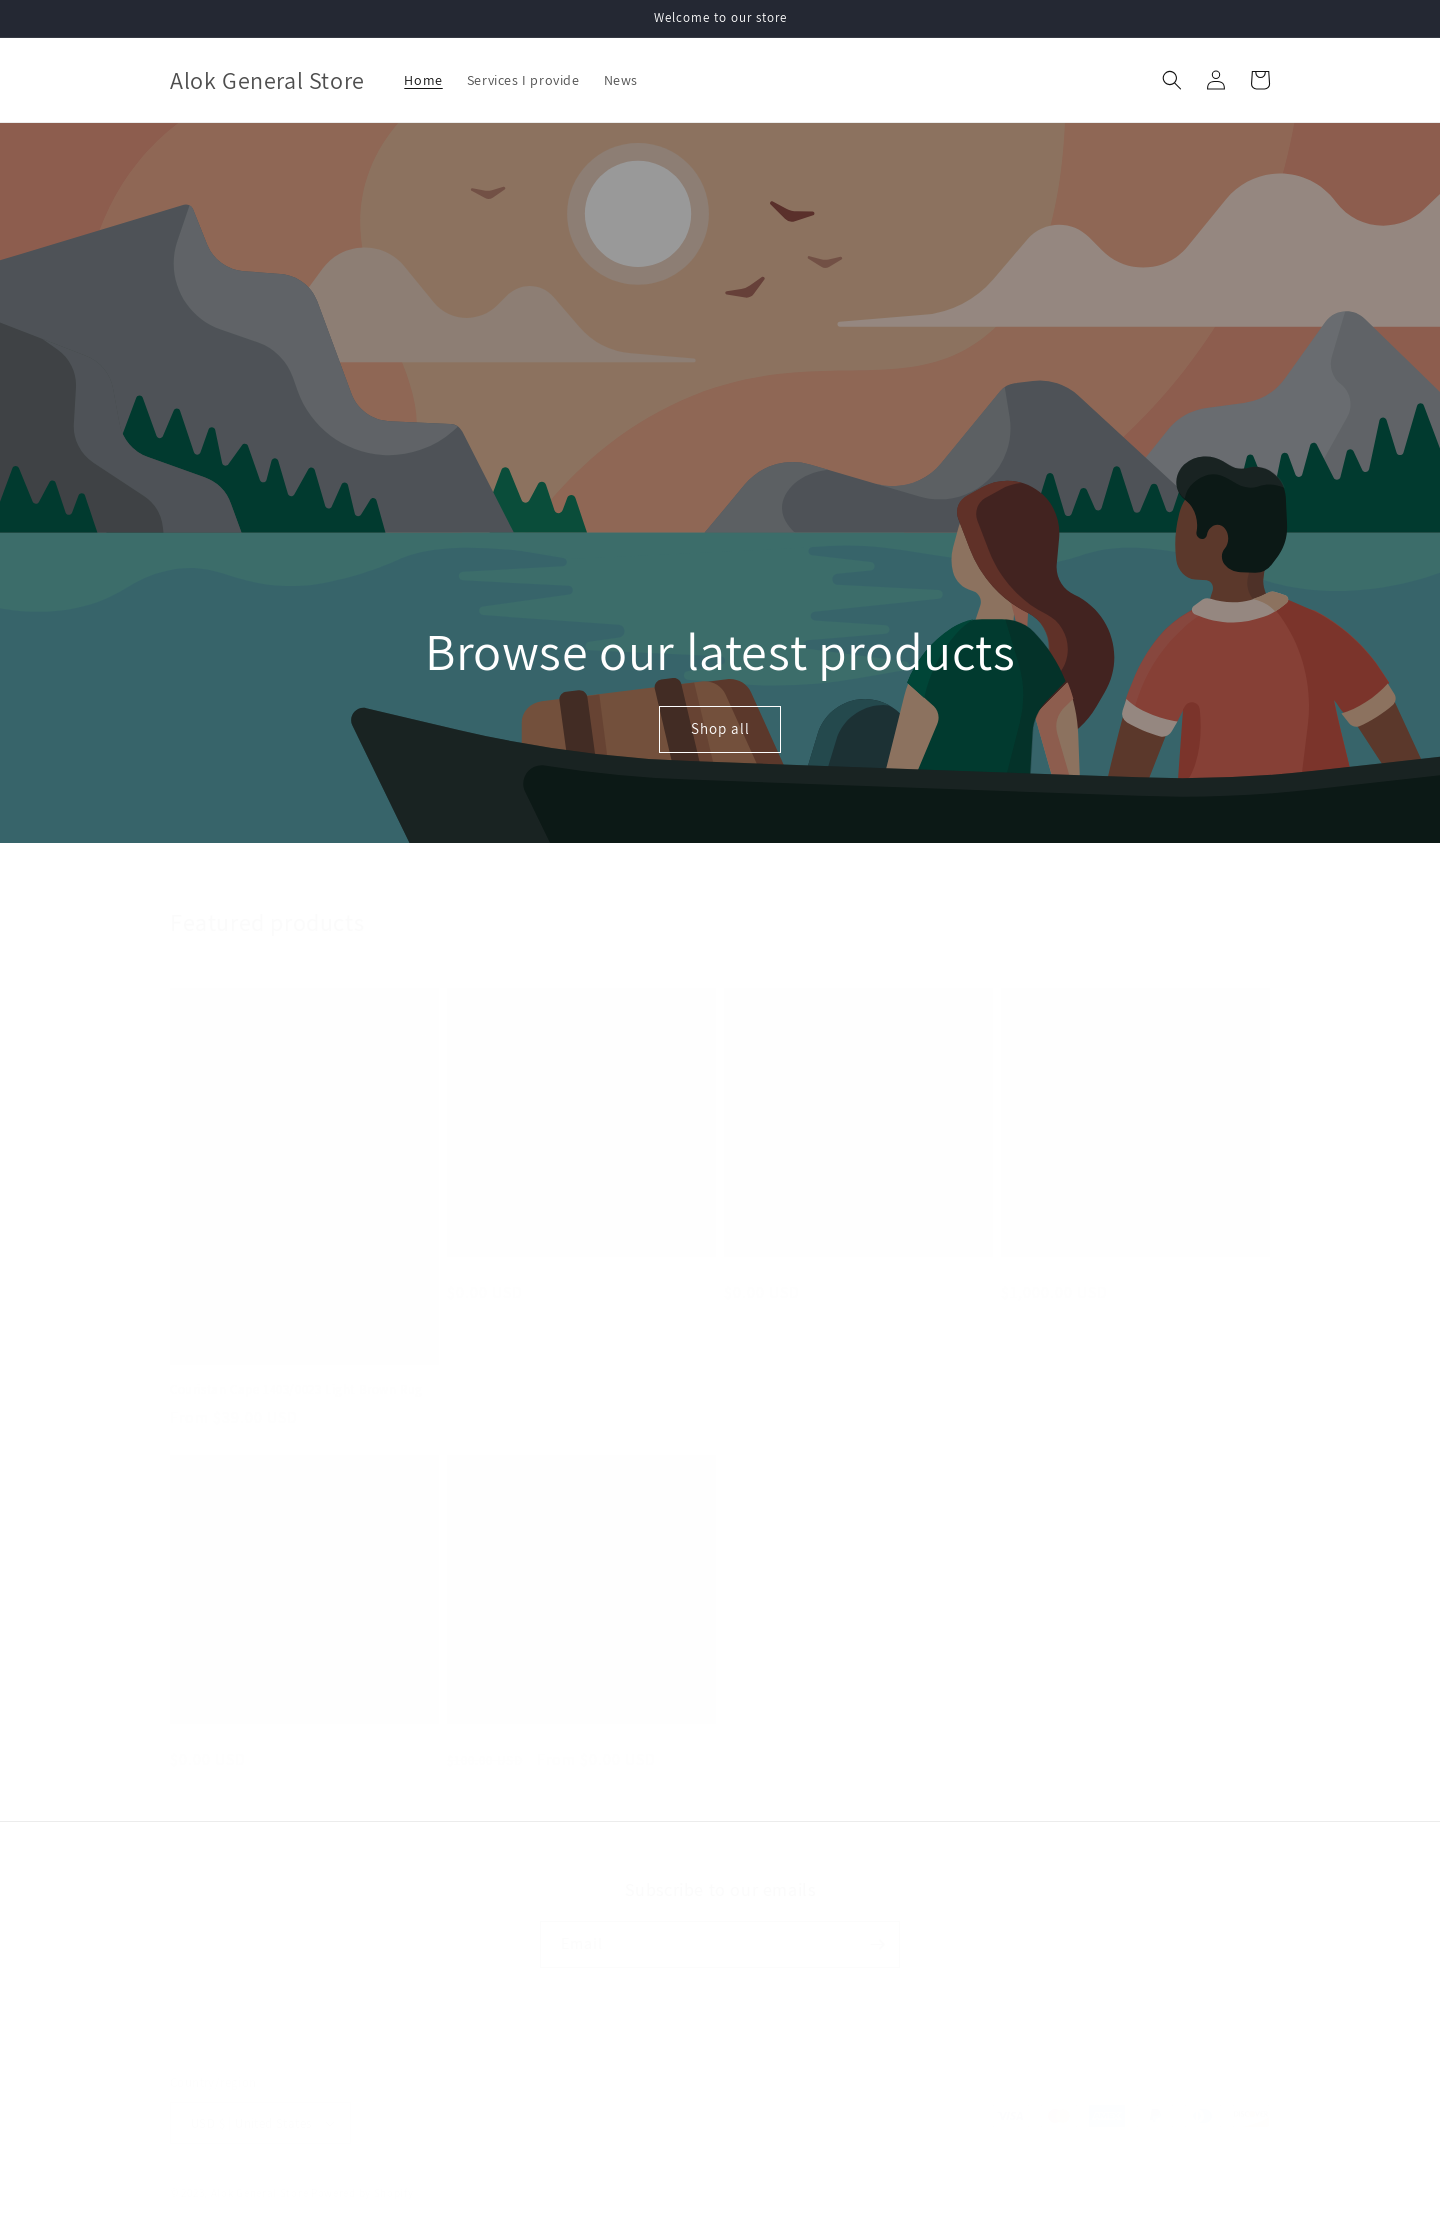 Welcome to our store
Alok General Store
Home
Services I provide
News
Browse our latest products
Shop all
Featured products
Subscribe to our emails
Email